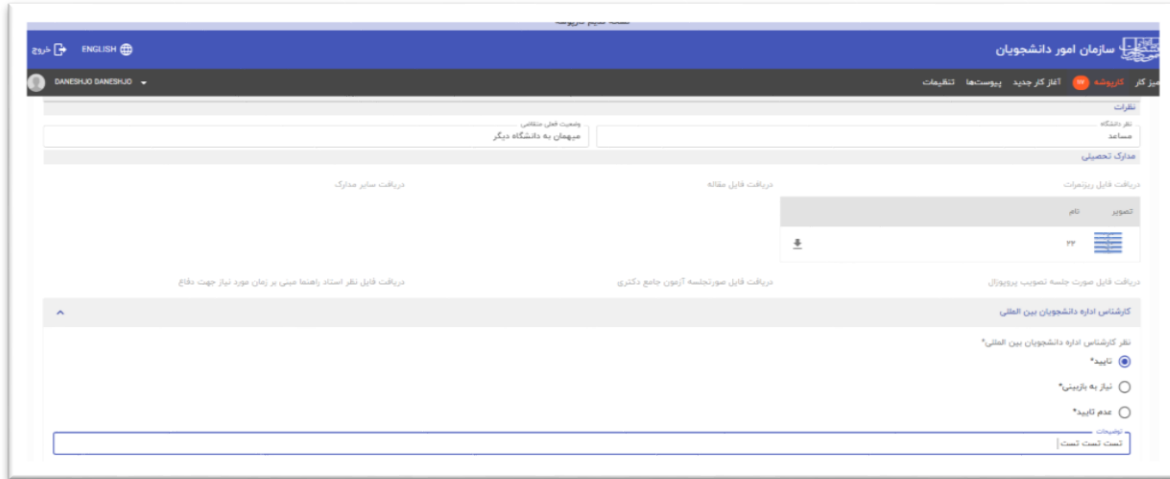 سازمان امور دانشجویان
ENGLISH
خروج
میز کار
کارپوشه
آغاز کار جدید
پیوست‌ها
تنظیمات
DANESHJO DANESHJO
نظرات
نظر دانشگاه
مساعد
وضعیت فعلی متقاضی
میهمان به دانشگاه دیگر
مدارک تحصیلی
دریافت فایل ریزنمرات
دریافت فایل مقاله
دریافت سایر مدارک
تصویر
نام
۲۲
دریافت فایل صورت جلسه تصویب پروپوزال
دریافت فایل صورتجلسه آزمون جامع دکتری
دریافت فایل نظر استاد راهنما مبنی بر زمان مورد نیاز جهت دفاع
کارشناس اداره دانشجویان بین المللی
نظر کارشناس اداره دانشجویان بین المللی*
تایید*
نیاز به بازبینی*
عدم تایید*
توضیحات
تست تست تست